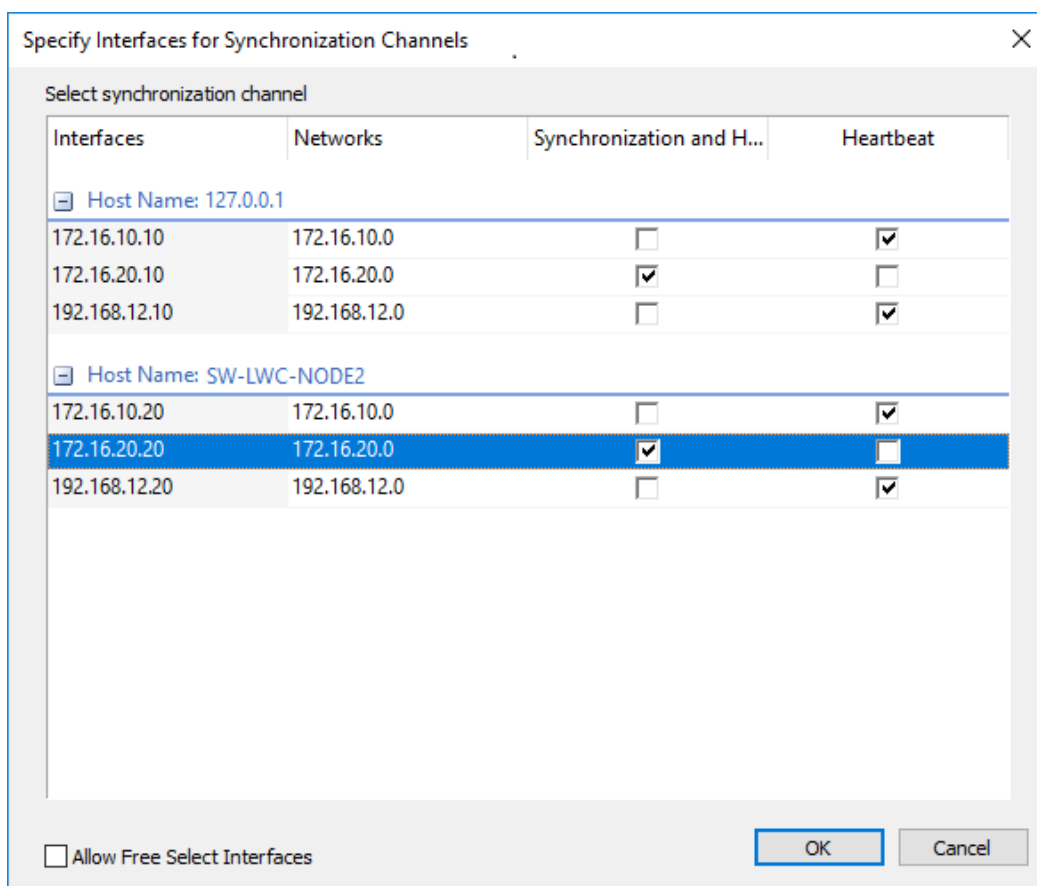 Specify Interfaces for Synchronization Channels
Select synchronization channel
Interfaces Networks Synchronization and H... Heartbeat
Host Name: 127.0.0.1
172.16.10.10 172.16.10.0
172.16.20.10 172.16.20.0
192.168.12.10 192.168.12.0
Host Name: SW-LWC-NODE2
172.16.10.20 172.16.10.0
172.16.20.20 172.16.20.0
192.168.12.20 192.168.12.0
Allow Free Select Interfaces
OK Cancel